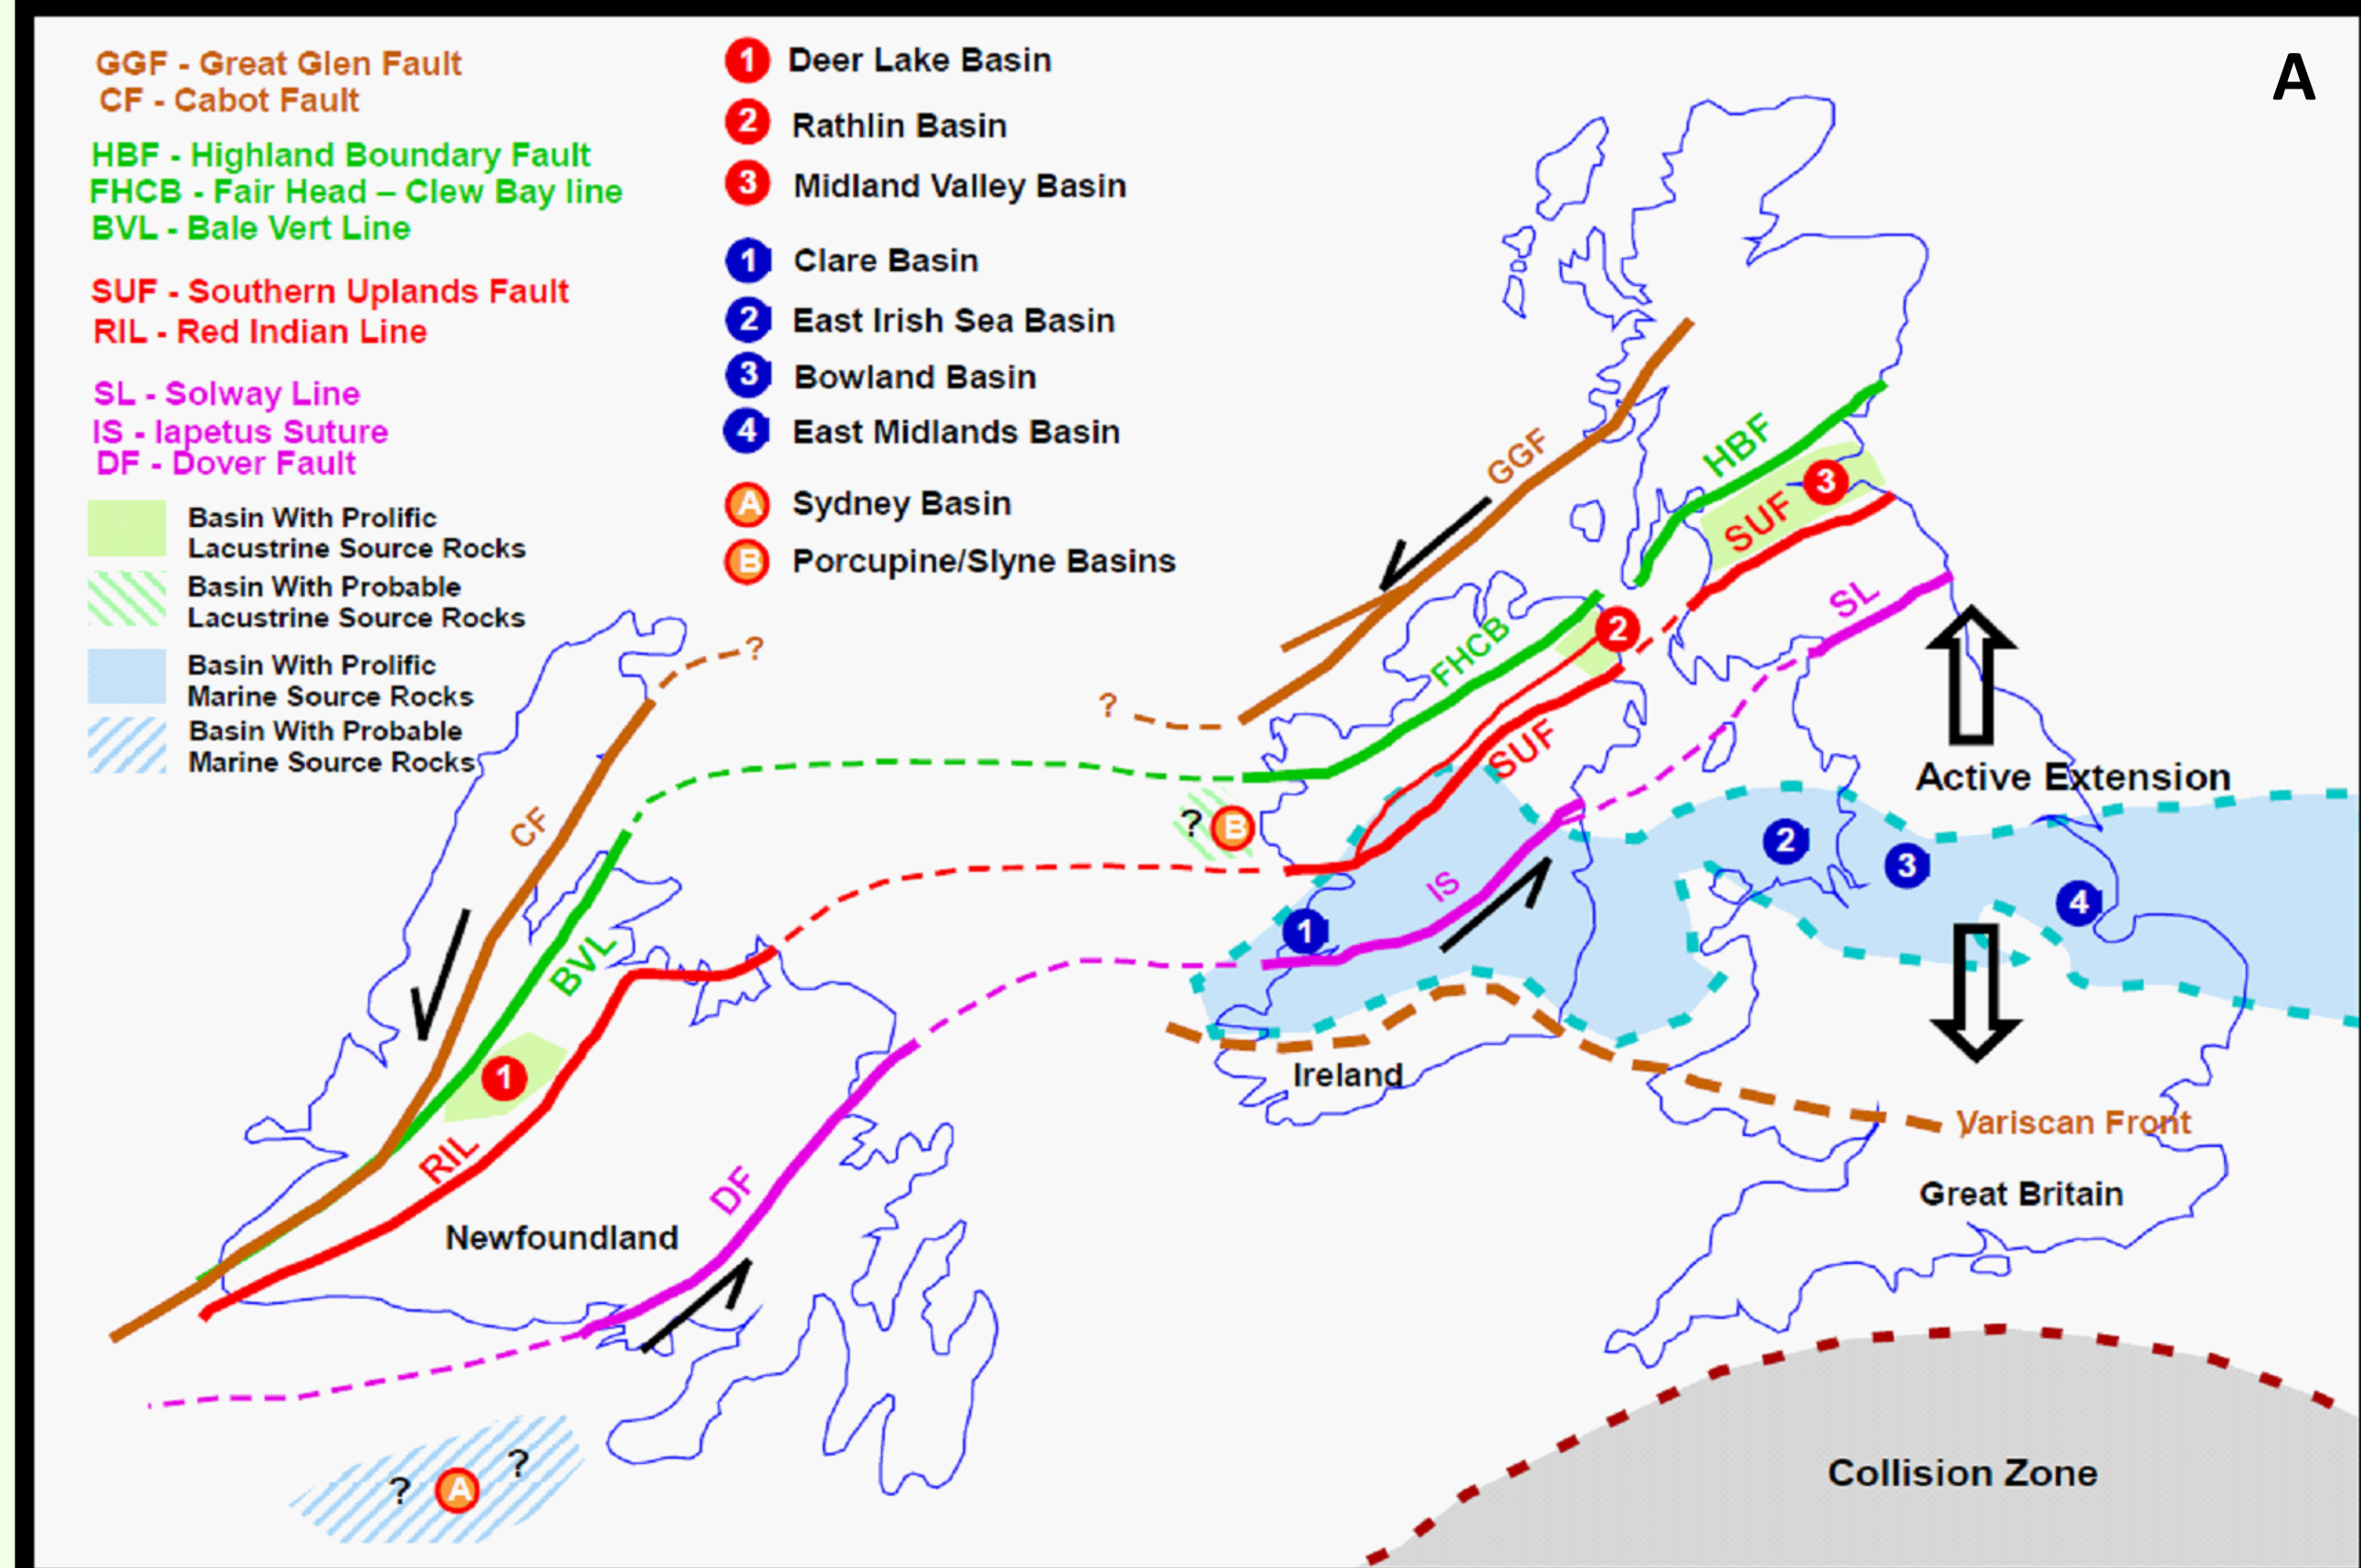 A
GGF - Great Glen Fault
CF - Cabot Fault
HBF - Highland Boundary Fault
FHCB - Fair Head – Clew Bay line
BVL - Bale Vert Line
SUF - Southern Uplands Fault
RIL - Red Indian Line
SL - Solway Line
IS - Iapetus Suture
DF - Dover Fault
Basin With Prolific
Lacustrine Source Rocks
Basin With Probable
Lacustrine Source Rocks
Basin With Prolific
Marine Source Rocks
Basin With Probable
Marine Source Rocks
1 Deer Lake Basin
2 Rathlin Basin
3 Midland Valley Basin
1 Clare Basin
2 East Irish Sea Basin
3 Bowland Basin
4 East Midlands Basin
A Sydney Basin
B Porcupine/Slyne Basins
GGF
HBF
3
SUF
SL
2
FHCB
SUF
?
?
CF
? B
Active Extension
2
3
4
IS
1
BVL
1
RIL
DF
Ireland
Variscan Front
Great Britain
Newfoundland
? A ?
Collision Zone